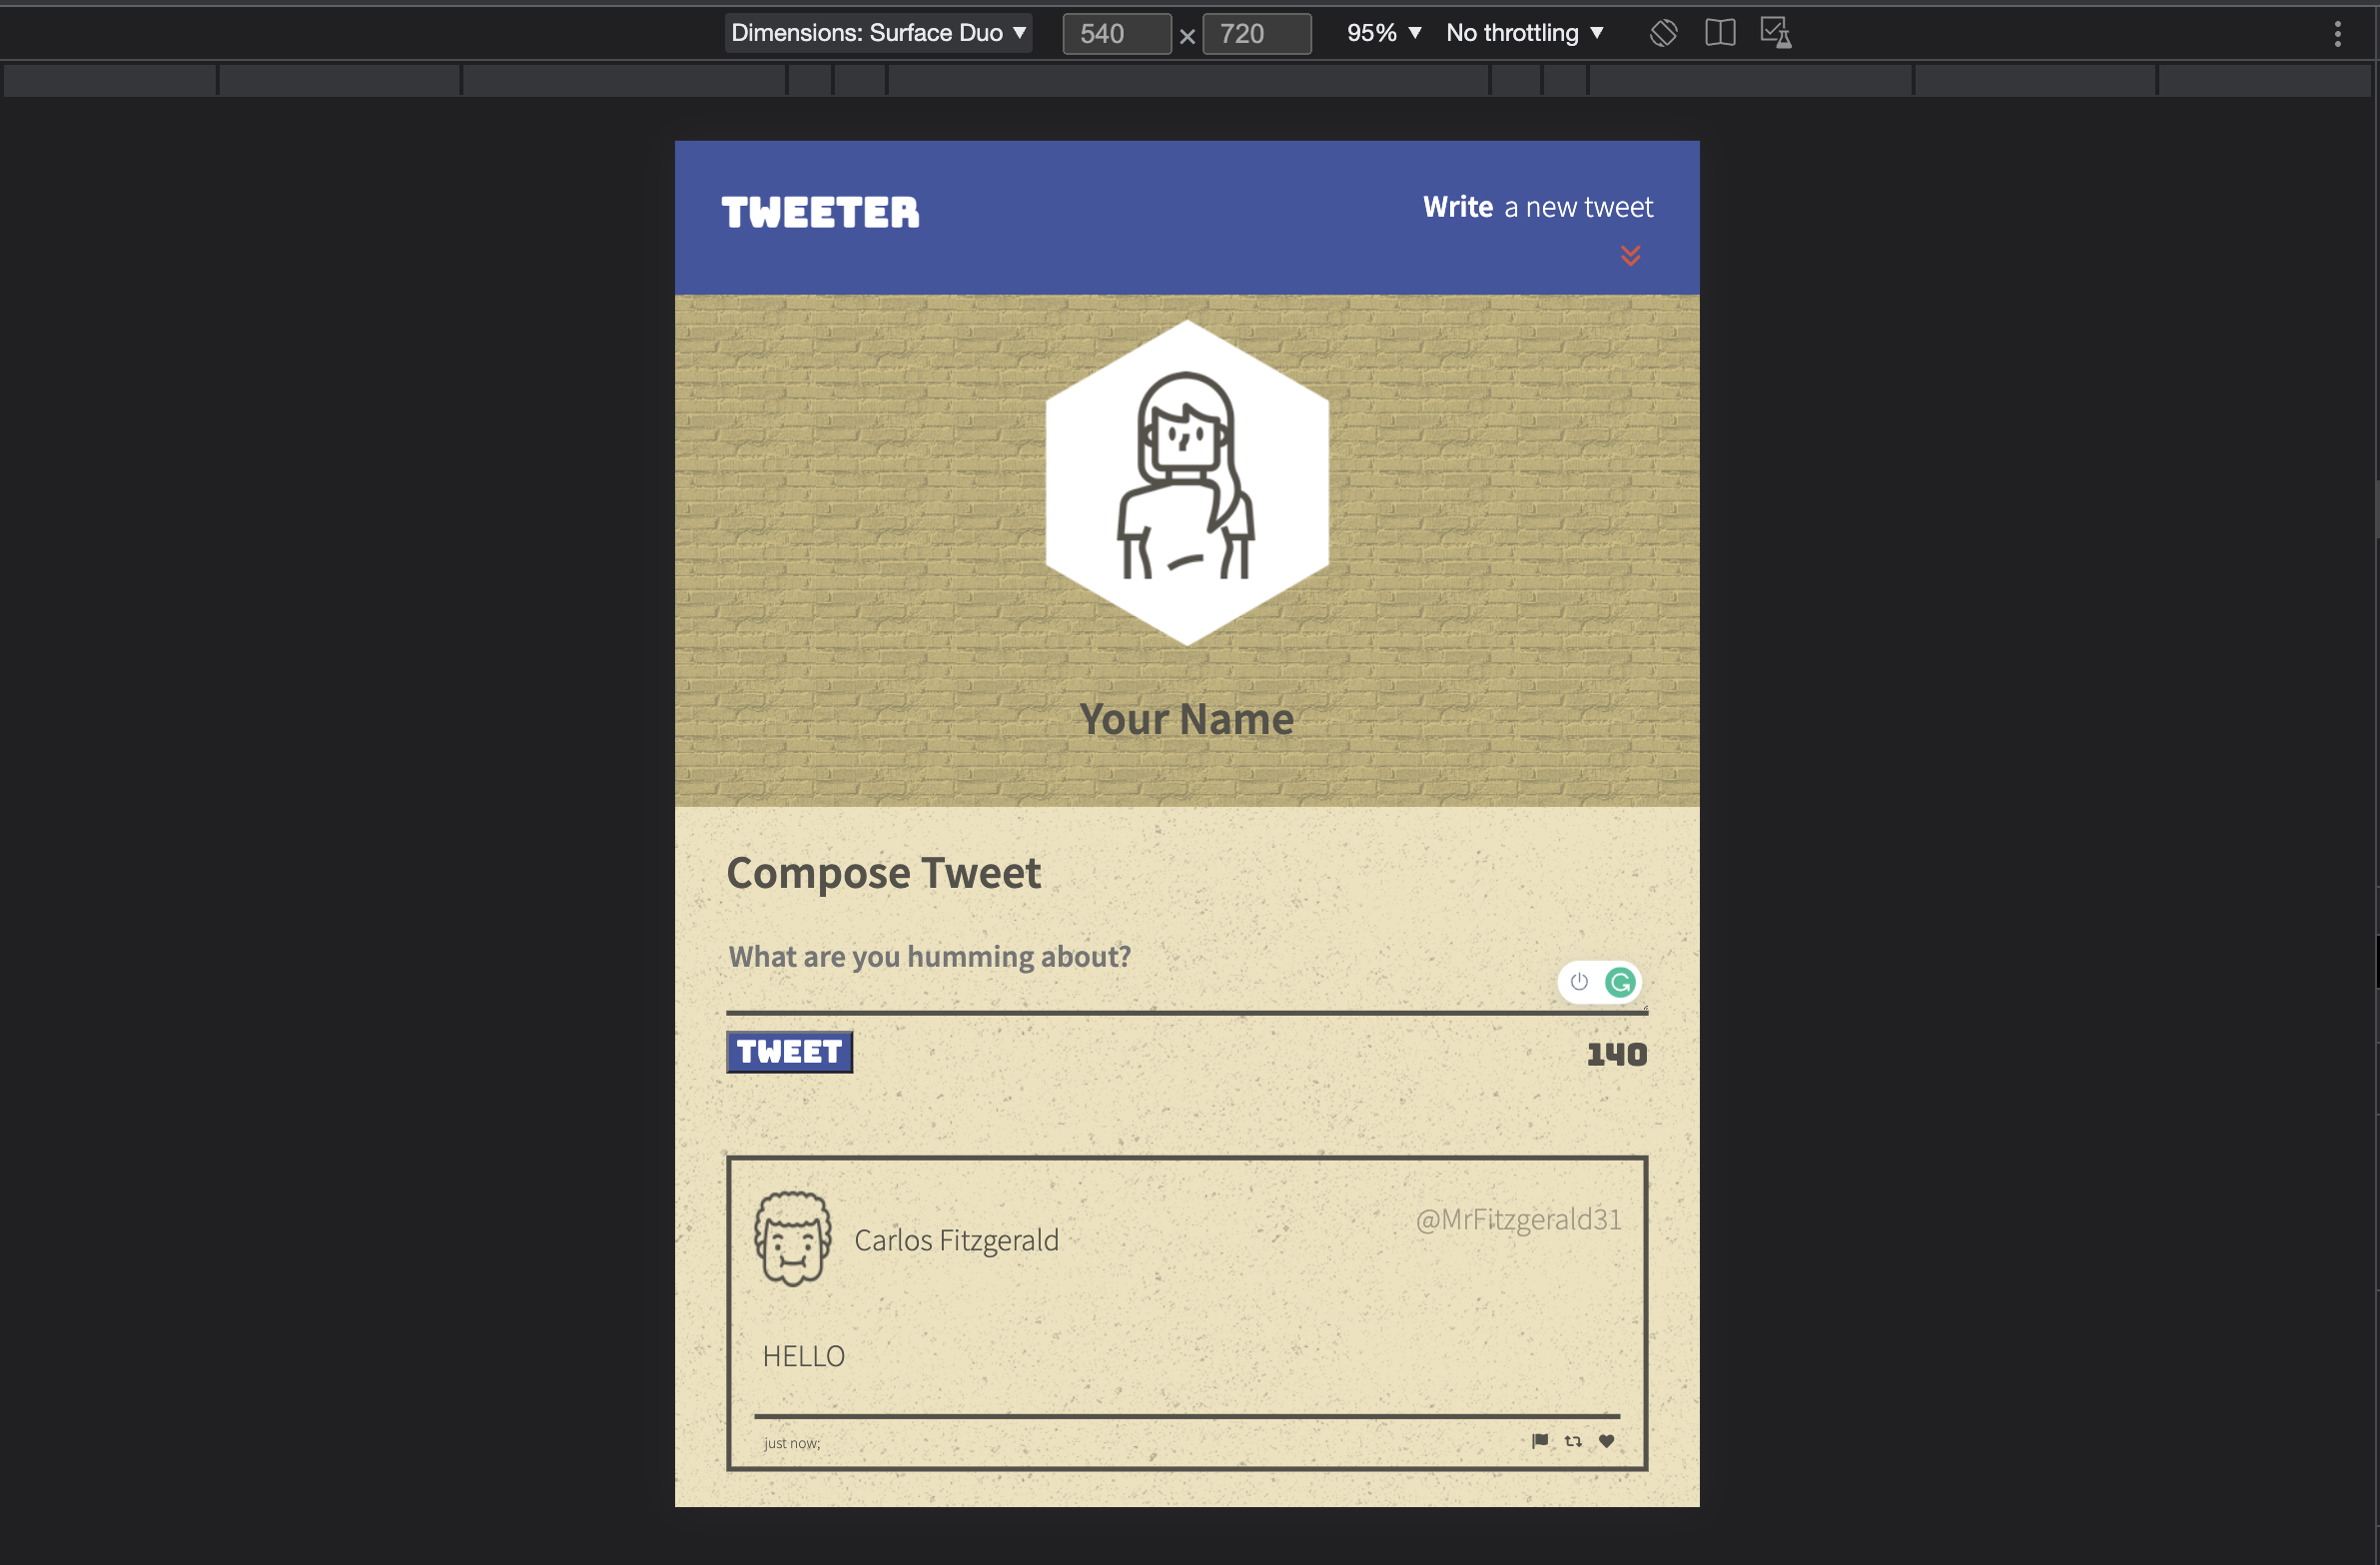 Dimensions: Surface Duo ▼ 540 × 720 95% ▼ No throttling ▼
TWEETER
Write a new tweet
Your Name
Compose Tweet
What are you humming about?
TWEET
140
Carlos Fitzgerald
@MrFitzgerald31
HELLO
just now;